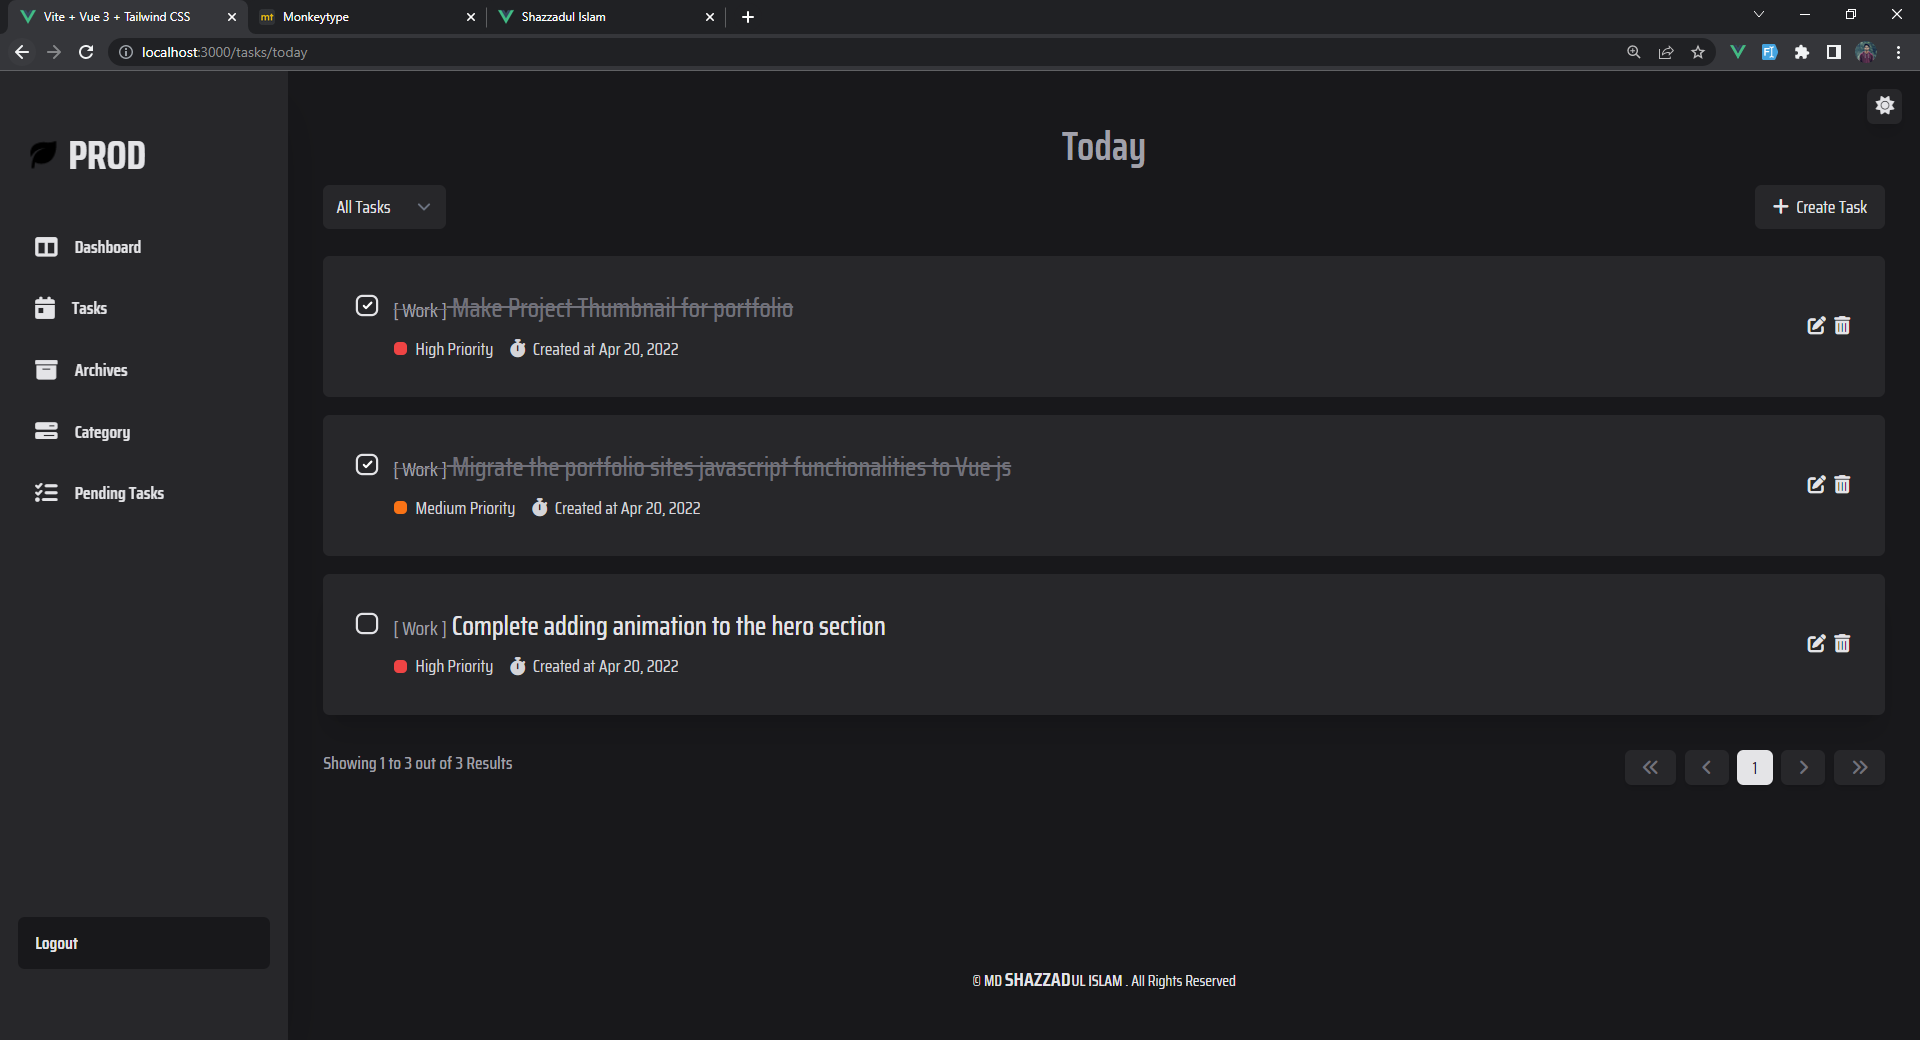 Vite + Vue 3 + Tailwind CSS
mt Monkeytype
Shazzadul Islam
localhost:3000/tasks/today
PROD
Dashboard
Tasks
Archives
Category
Pending Tasks
Logout
Today
All Tasks
Create Task
[ Work ] Make Project Thumbnail for portfolio
High Priority Created at Apr 20, 2022
[ Work ] Migrate the portfolio sites javascript functionalities to Vue js
Medium Priority Created at Apr 20, 2022
[ Work ] Complete adding animation to the hero section
High Priority Created at Apr 20, 2022
Showing 1 to 3 out of 3 Results
1
© MD SHAZZADUL ISLAM . All Rights Reserved